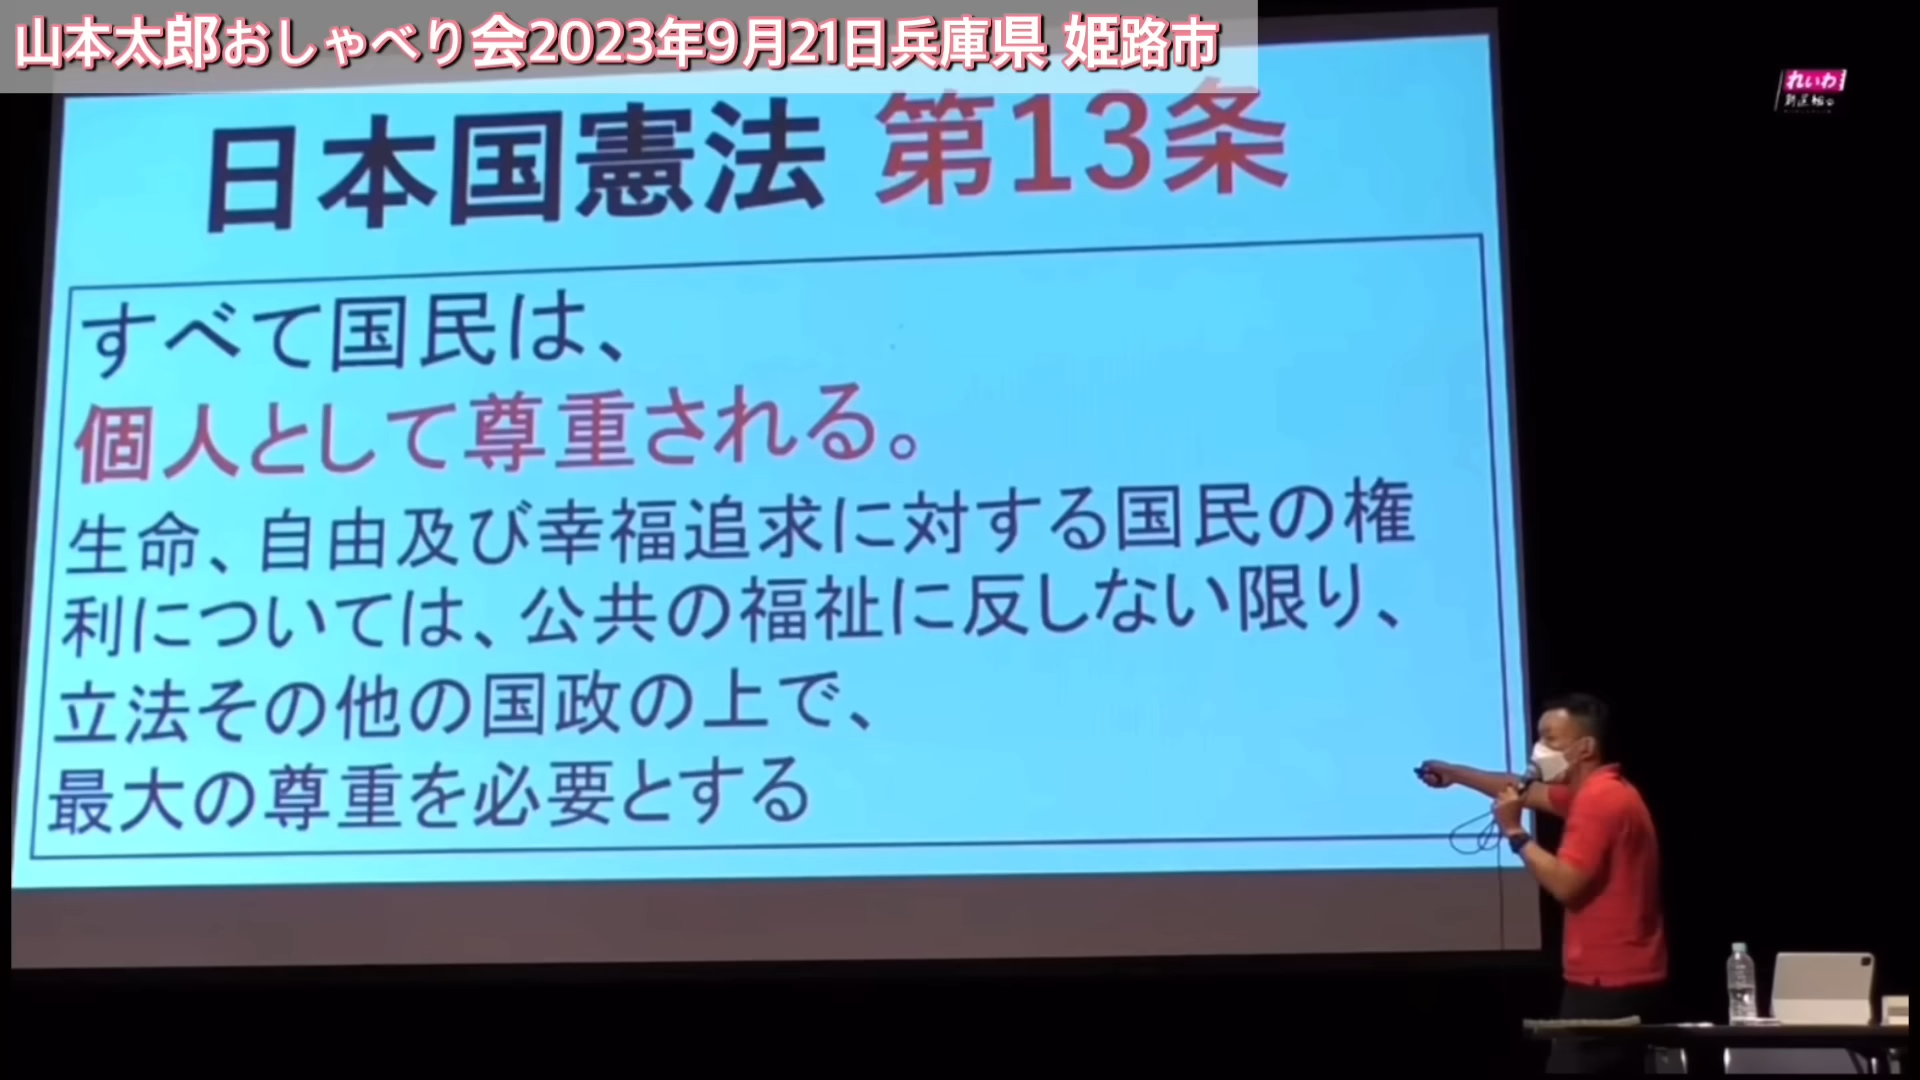 山本太郎おしゃべり会2023年9月21日兵庫県 姫路市
れいわ
新選組。
日本国憲法 第13条
すべて国民は、
個人として尊重される。
生命、自由及び幸福追求に対する国民の権
利については、公共の福祉に反しない限り、
立法その他の国政の上で、
最大の尊重を必要とする